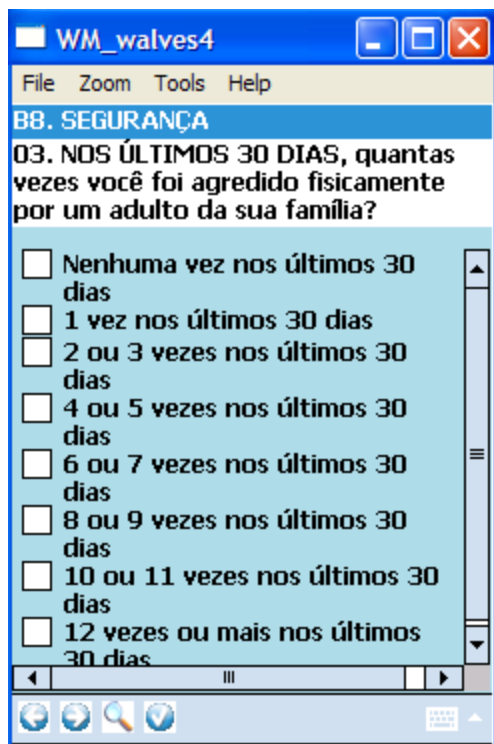 WM_walves4
File Zoom Tools Help
B8. SEGURANÇA
03. NOS ÚLTIMOS 30 DIAS, quantas
vezes você foi agredido fisicamente
por um adulto da sua família?
Nenhuma vez nos últimos 30
dias
1 vez nos últimos 30 dias
2 ou 3 vezes nos últimos 30
dias
4 ou 5 vezes nos últimos 30
dias
6 ou 7 vezes nos últimos 30
dias
8 ou 9 vezes nos últimos 30
dias
10 ou 11 vezes nos últimos 30
dias
12 vezes ou mais nos últimos
30 dias